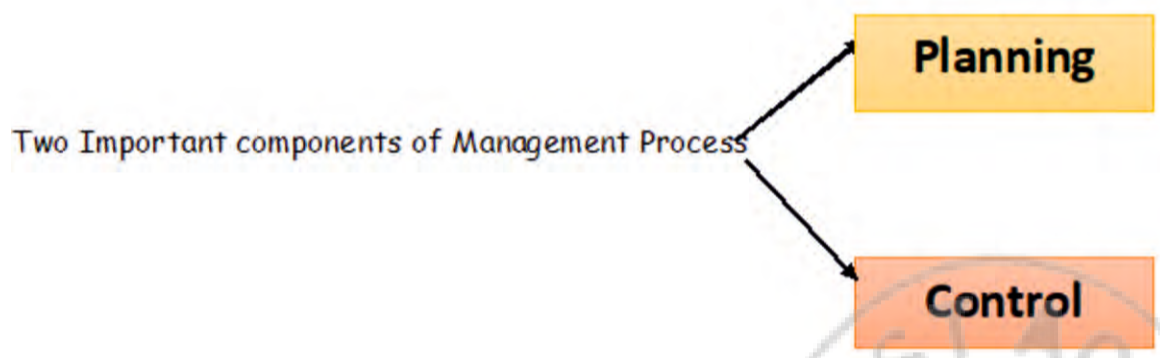 Planning
Two Important components of Management Process
Control